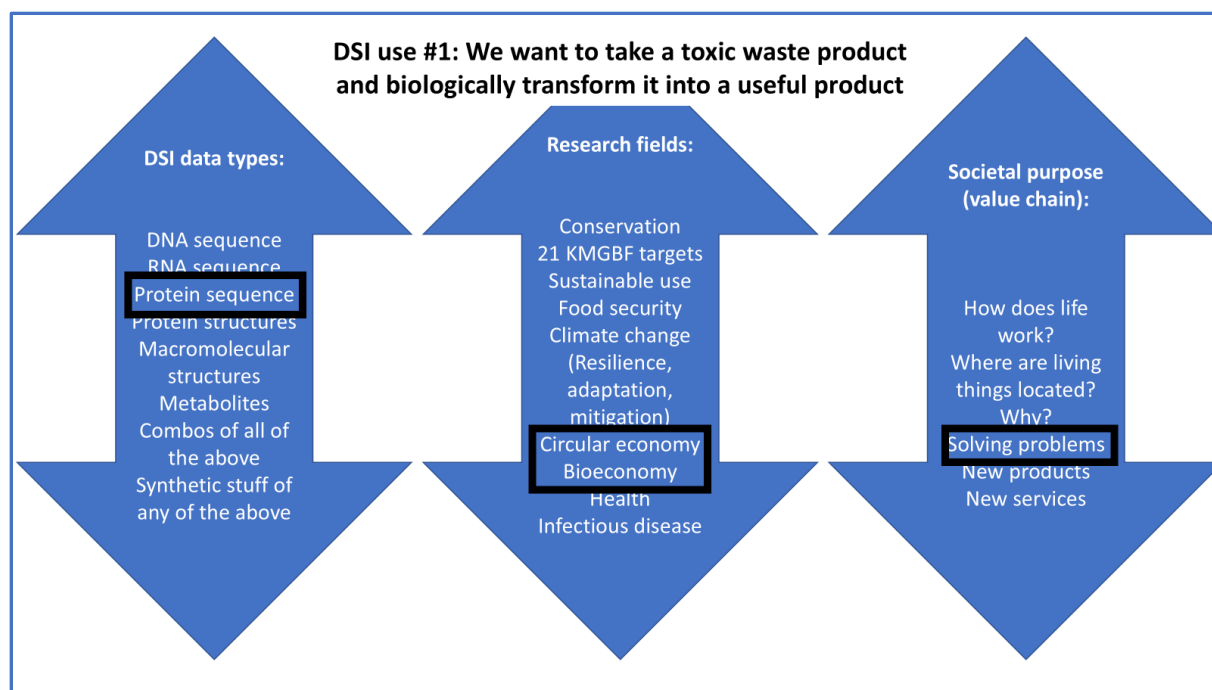 DSI use #1: We want to take a toxic waste product
and biologically transform it into a useful product
DSI data types:
DNA sequence
RNA sequence
Protein sequence
Protein structures
Macromolecular
structures
Metabolites
Combos of all of
the above
Synthetic stuff of
any of the above
Research fields:
Conservation
21 KMGBF targets
Sustainable use
Food security
Climate change
(Resilience,
adaptation,
mitigation)
Circular economy
Bioeconomy
Health
Infectious disease
Societal purpose
(value chain):
How does life
work?
Where are living
things located?
Why?
Solving problems
New products
New services